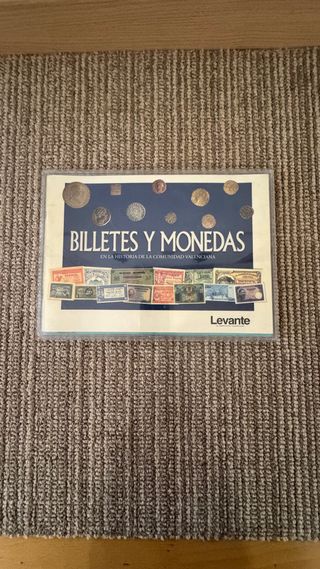 BILLETES Y MONEDAS
EN LA HISTORIA DE LA COMUNIDAD VALENCIANA
Levante